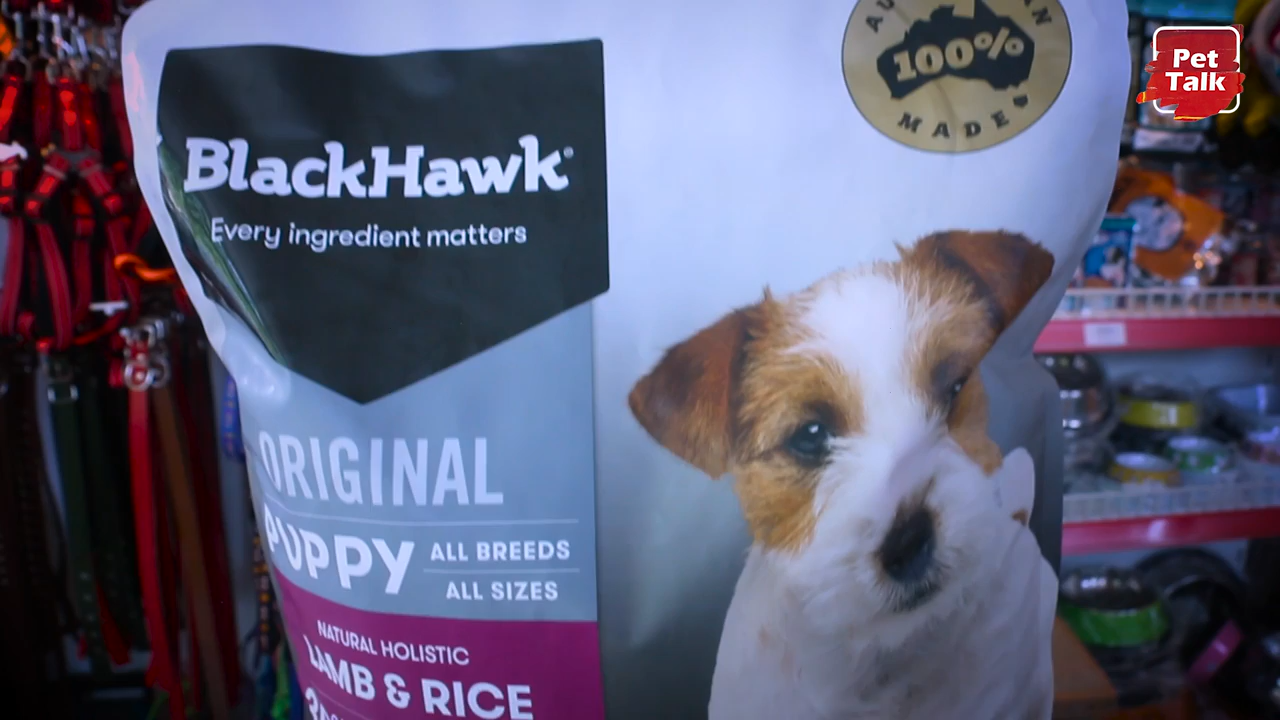 BlackHawk®
Every ingredient matters
ORIGINAL
PUPPY
ALL BREEDS
ALL SIZES
NATURAL HOLISTIC
LAMB & RICE
100%
MADE
Pet
Talk